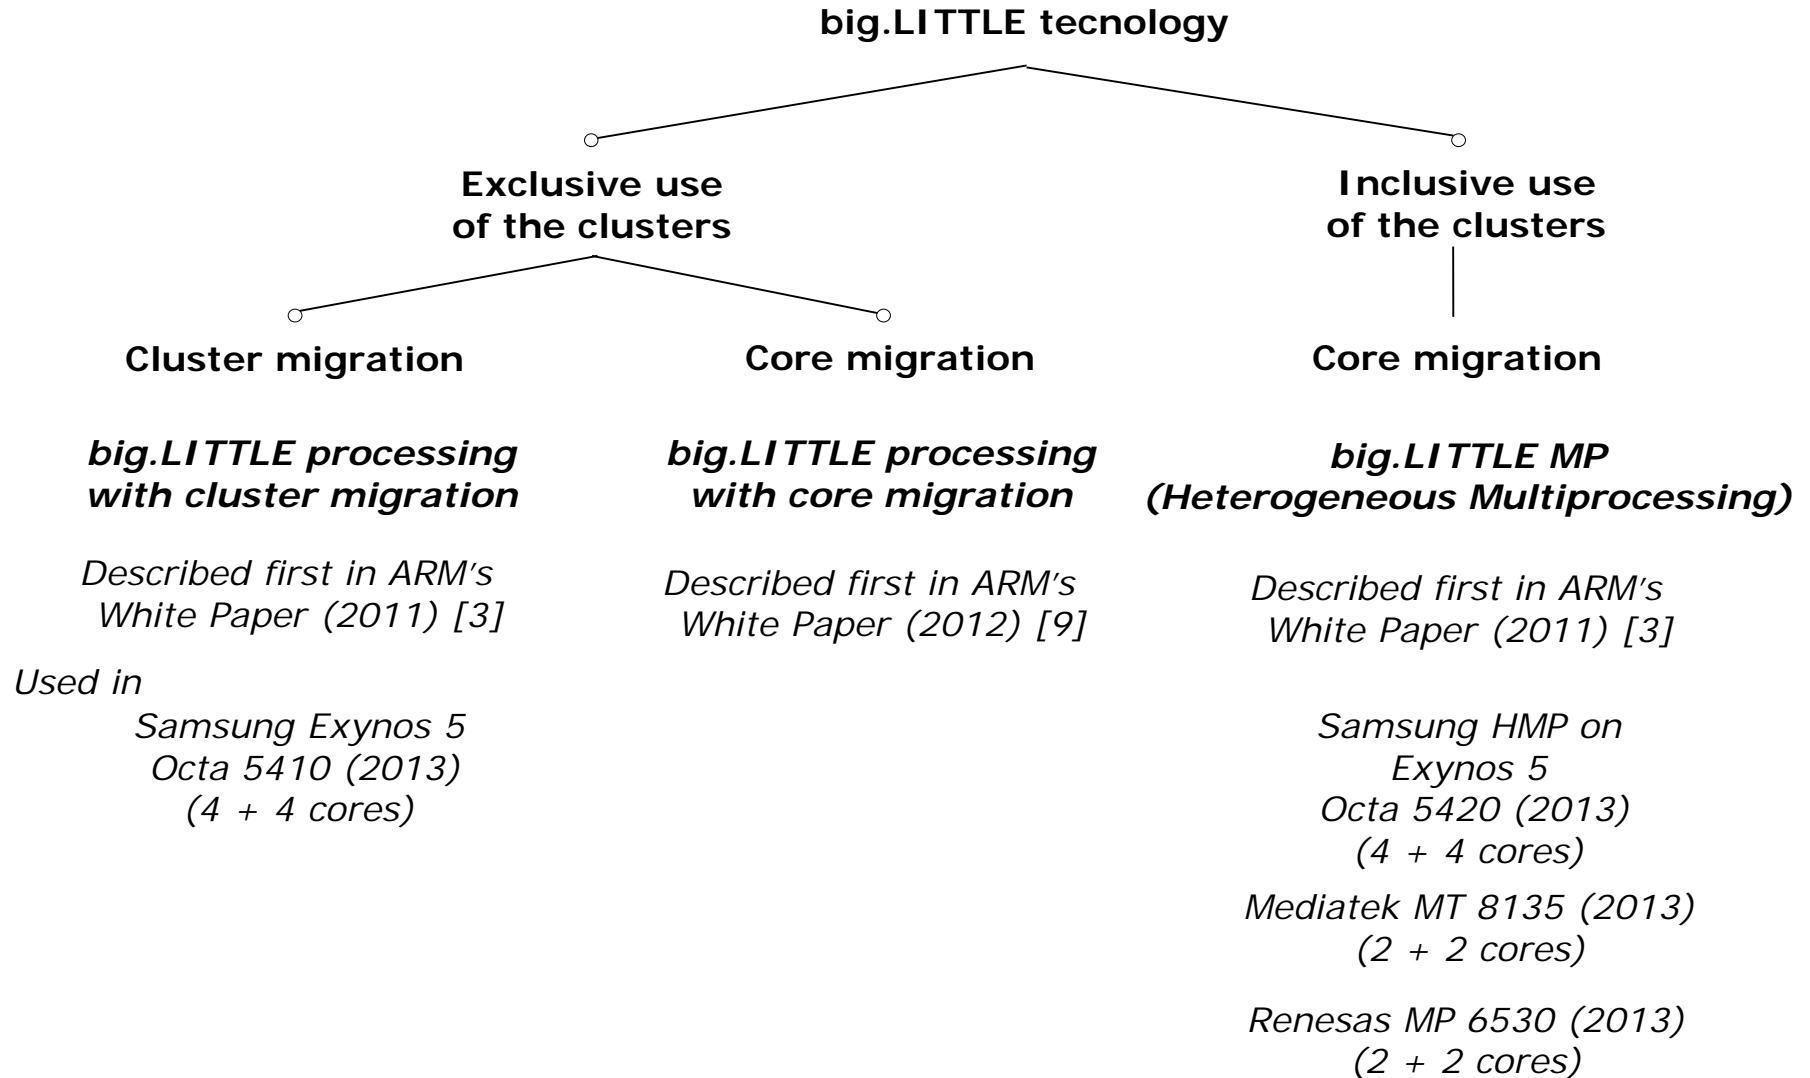 big.LITTLE tecnology
Exclusive use
of the clusters
Inclusive use
of the clusters
Cluster migration
Core migration
Core migration
big.LITTLE processing
with cluster migration
big.LITTLE processing
with core migration
big.LITTLE MP
(Heterogeneous Multiprocessing)
Described first in ARM’s
White Paper (2011) [3]
Described first in ARM’s
White Paper (2012) [9]
Described first in ARM’s
White Paper (2011) [3]
Used in
Samsung Exynos 5
Octa 5410 (2013)
(4 + 4 cores)
Samsung HMP on
Exynos 5
Octa 5420 (2013)
(4 + 4 cores)
Mediatek MT 8135 (2013)
(2 + 2 cores)
Renesas MP 6530 (2013)
(2 + 2 cores)